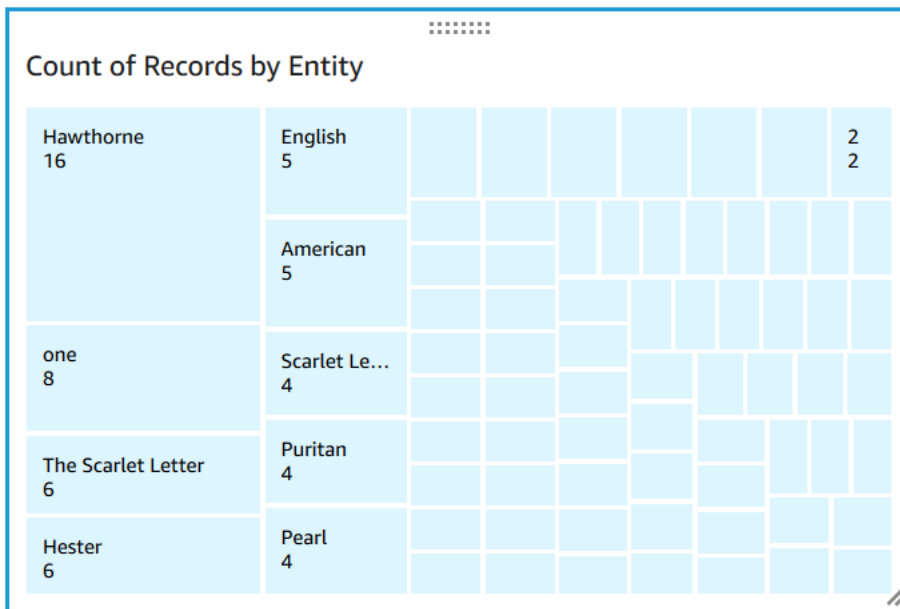 Count of Records by Entity
Hawthorne
16
one
8
The Scarlet Letter
6
Hester
6
English
5
American
5
Scarlet Le...
4
Puritan
4
Pearl
4
2
2